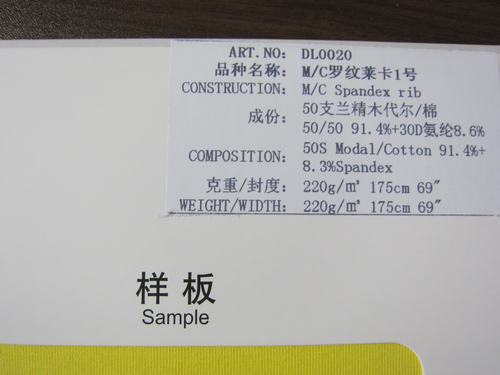 ART.NO: DL0020
品种名称: M/C罗纹莱卡1号
CONSTRUCTION: M/C Spandex rib
成份: 50支兰精木代尔/棉
50/50 91.4%+30D氨纶8.6%
COMPOSITION: 50S Modal/Cotton 91.4%+
8.3%Spandex
克重/封度: 220g/㎡ 175cm 69"
WEIGHT/WIDTH: 220g/㎡ 175cm 69"
样板
Sample